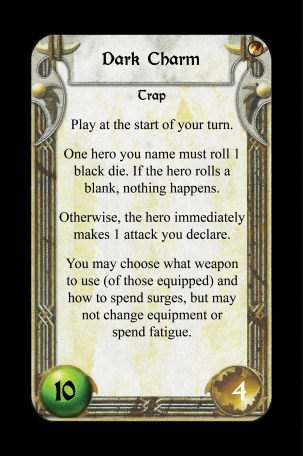 Dark Charm
Trap
Play at the start of your turn.
One hero you name must roll 1
black die. If the hero rolls a
blank, nothing happens.
Otherwise, the hero immediately
makes 1 attack you declare.
You may choose what weapon
to use (of those equipped) and
how to spend surges, but may
not change equipment or
spend fatigue.
10
4